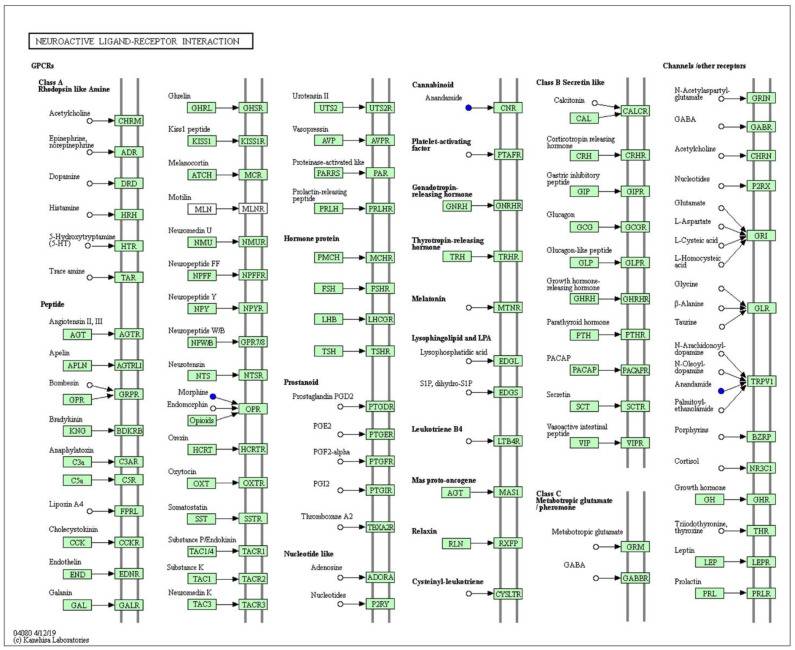 NEUROACTIVE LIGAND-RECEPTOR INTERACTION
GPCRs
Class A
Rhodopsin like Amine
Acetylcholine
CHRM
Epinephrine,
norepinephrine
ADR
Dopamine
DRD
Histamine
HRH
5-Hydroxytryptamine
(5-HT)
HTR
Trace amine
TAR
Peptide
Angiotensin II, III
AGT AGTR
Apelin
APLN AGTRL1
Bombesin
GPR GRPR
Bradykinin
KNG BDKRB
Anaphylatoxin
C3a C3AR
C5a C5R
Lipoxin A4
FPRL
Cholecystokinin
CCK CCKR
Endothelin
END EDNR
Galanin
GAL GALR
Ghrelin
GHRL GHSR
Kiss1 peptide
KISS1 KISS1R
Melanocortin
ATCH MCR
Motilin
MLN MLNR
Neuromedin U
NMU NMUR
Neuropeptide FF
NPFF NPFFR
Neuropeptide Y
NPY NPYR
Neuropeptide W/B
NPW/B GPR7/8
Neurotensin
NTS NTSR
Morphine
Endomorphin
Opioids OPR
Orexin
HCRT HCRTR
Oxytocin
OXT OXTR
Somatostatin
SST SSTR
Substance P/Endokinin
TAC1/4 TACR1
Substance K
TAC1 TACR2
Neuromedin K
TAC3 TACR3
Urotensin II
UTS2 UTS2R
Vasopressin
AVP AVPR
Proteinase-activated like
PARRS PAR
Prolactin-releasing
peptide
PRLH PRLHR
Hormone protein
PMCH MCHR
FSH FSHR
LHB LHCGR
TSH TSHR
Prostanoid
Prostaglandin PGD2
PTGDR
PGE2
PTGER
PGF2-alpha
PTGFR
PGI2
PTGIR
Thromboxane A2
TBXA2R
Nucleotide like
Adenosine
ADORA
Nucleotides
P2RY
Cannabinoid
Anandamide
CNR
Platelet-activating
factor
PTAFR
Gonadotropin-
releasing hormone
GNRH GNRHR
Thyrotropin-releasing
hormone
TRH TRHR
Melatonin
MTNR
Lysophingolipid and LPA
Lysophosphatidic acid
EDGL
S1P, dihydro-S1P
EDGS
Leukotriene B4
LTB4R
Mas proto-oncogene
AGT MAS1
Relaxin
RLN RXFP
Cysteinyl-leukotriene
CYSLTR
Class B Secretin like
Calcitonin
CAL CALCR
Corticotropin releasing
hormone
CRH CRHR
Gastric inhibitory
peptide
GIP GIPR
Glucagon
GCG GCGR
Glucagon-like peptide
GLP GLPR
Growth hormone-
releasing hormone
GHRH GHRHR
Parathyroid hormone
PTH PTHR
PACAP
PACAP PACAPR
Secretin
SCT SCTR
Vasoactive intestinal
peptide
VIP VIPR
Class C
Metabotropic glutamate
/ pheromone
Metabotropic glutamate
GRM
GABA
GABBR
Channels /other receptors
N-Acetylaspartyl-
glutamate
GRIN
GABA
GABR
Acetylcholine
CHRN
Nucleotides
P2RX
Glutamate
L-Aspartate
GRI
L-Cysteic acid
L-Homocysteic
acid
Glycine
β-Alanine
GLR
Taurine
N-Arachidonoyl-
dopamine
N-Oleoyl-
dopamine
TRPV1
Anandamide
Palmitoyl-
ethanolamide
Porphyrins
BZRP
Cortisol
NR3C1
Growth hormone
GH GHR
Triiodothyronine,
thyroxine
THR
Leptin
LEP LEPR
Prolactin
PRL PRLR
04080 4/12/19
(c) Kanehisa Laboratories